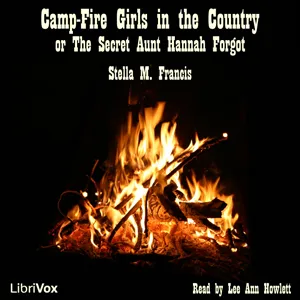 Camp-Fire Girls in the Country
or The Secret Aunt Hannah Forgot
Stella M. Francis
LibriVox
Read by Lee Ann Howlett